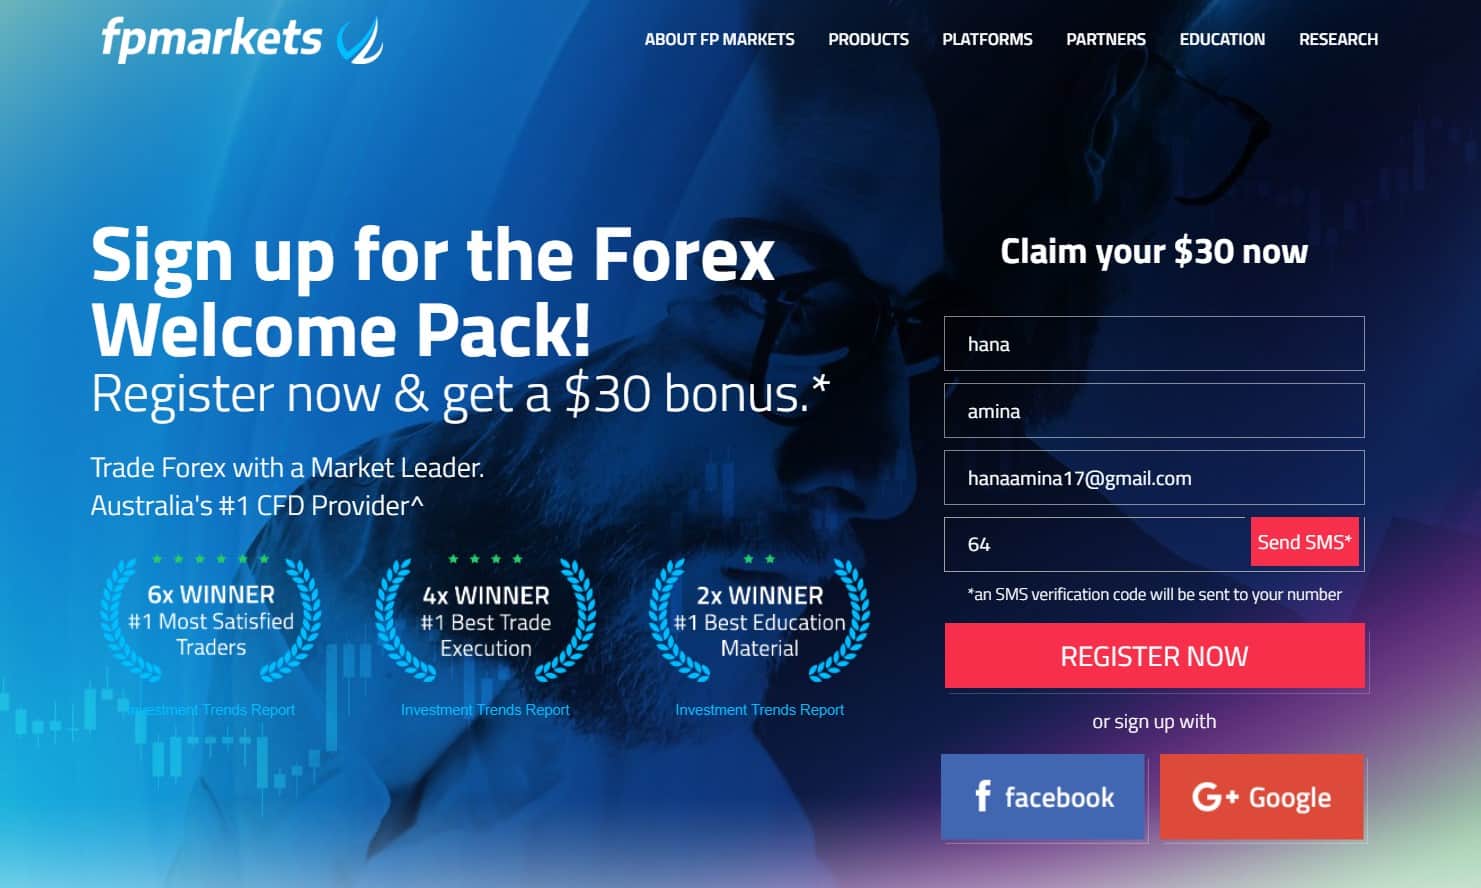 fpmarkets
ABOUT FP MARKETS PRODUCTS PLATFORMS PARTNERS EDUCATION RESEARCH
Sign up for the Forex
Welcome Pack!
Register now & get a $30 bonus.*
Trade Forex with a Market Leader.
Australia's #1 CFD Provider^
6x WINNER
#1 Most Satisfied
Traders
Investment Trends Report
4x WINNER
#1 Best Trade
Execution
Investment Trends Report
2x WINNER
#1 Best Education
Material
Investment Trends Report
Claim your $30 now
hana
amina
hanaamina17@gmail.com
64 Send SMS*
*an SMS verification code will be sent to your number
REGISTER NOW
or sign up with
f facebook
G+ Google